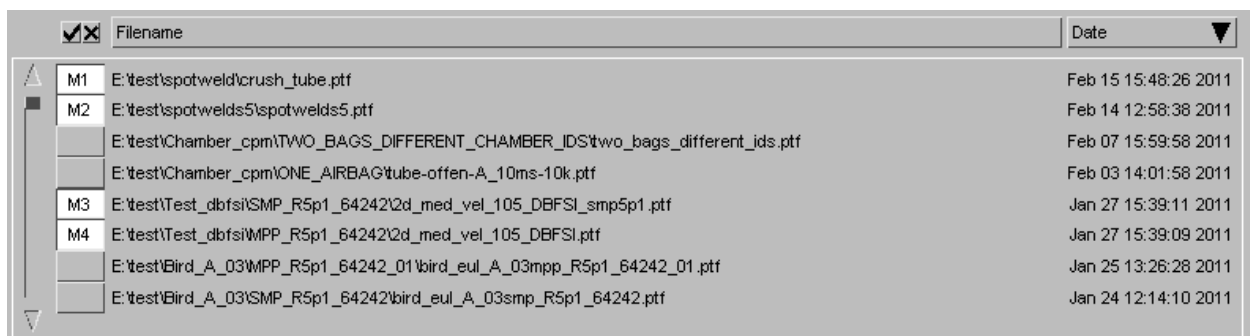 Filename Date
M1 E:\test\spotweld\crush_tube.ptf Feb 15 15:48:26 2011
M2 E:\test\spotwelds5\spotwelds5.ptf Feb 14 12:58:38 2011
E:\test\Chamber_cpm\TWO_BAGS_DIFFERENT_CHAMBER_IDS\two_bags_different_ids.ptf Feb 07 15:59:58 2011
E:\test\Chamber_cpm\ONE_AIRBAG\tube-offen-A_10ms-10k.ptf Feb 03 14:01:58 2011
M3 E:\test\Test_dbfsi\SMP_R5p1_64242\2d_med_vel_105_DBFSI_smp5p1.ptf Jan 27 15:39:11 2011
M4 E:\test\Test_dbfsi\MPP_R5p1_64242\2d_med_vel_105_DBFSI.ptf Jan 27 15:39:09 2011
E:\test\Bird_A_03\MPP_R5p1_64242_01\bird_eul_A_03mpp_R5p1_64242_01.ptf Jan 25 13:26:28 2011
E:\test\Bird_A_03\SMP_R5p1_64242\bird_eul_A_03smp_R5p1_64242.ptf Jan 24 12:14:10 2011